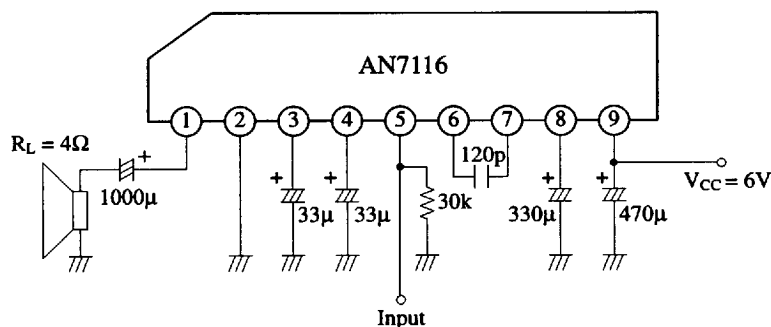 AN7116
1 2 3 4 5 6 7 8 9
R_L = 4Ω
120p
V_CC = 6V
1000μ
33μ
33μ
30k
330μ
470μ
+
+
+
+
+
Input